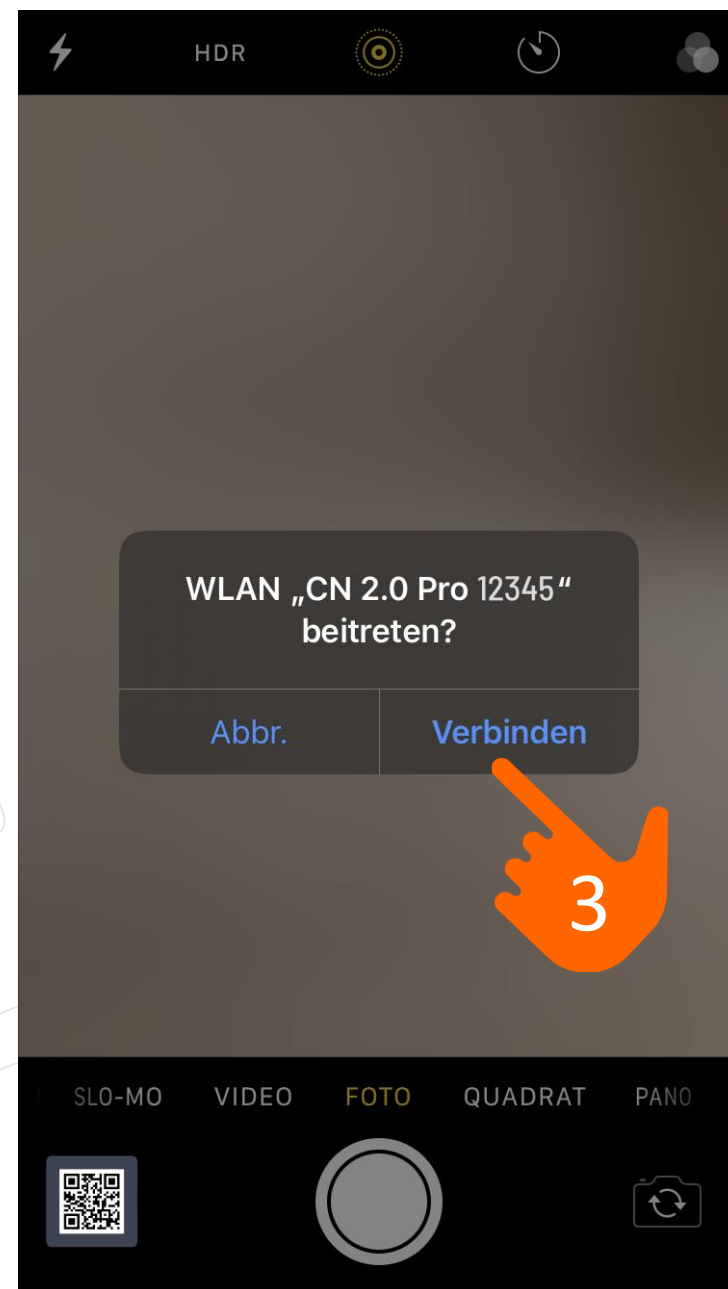 HDR
WLAN „CN 2.0 Pro 12345“
beitreten?
Abbr.
Verbinden
3
SLO-MO
VIDEO
FOTO
QUADRAT
PANO